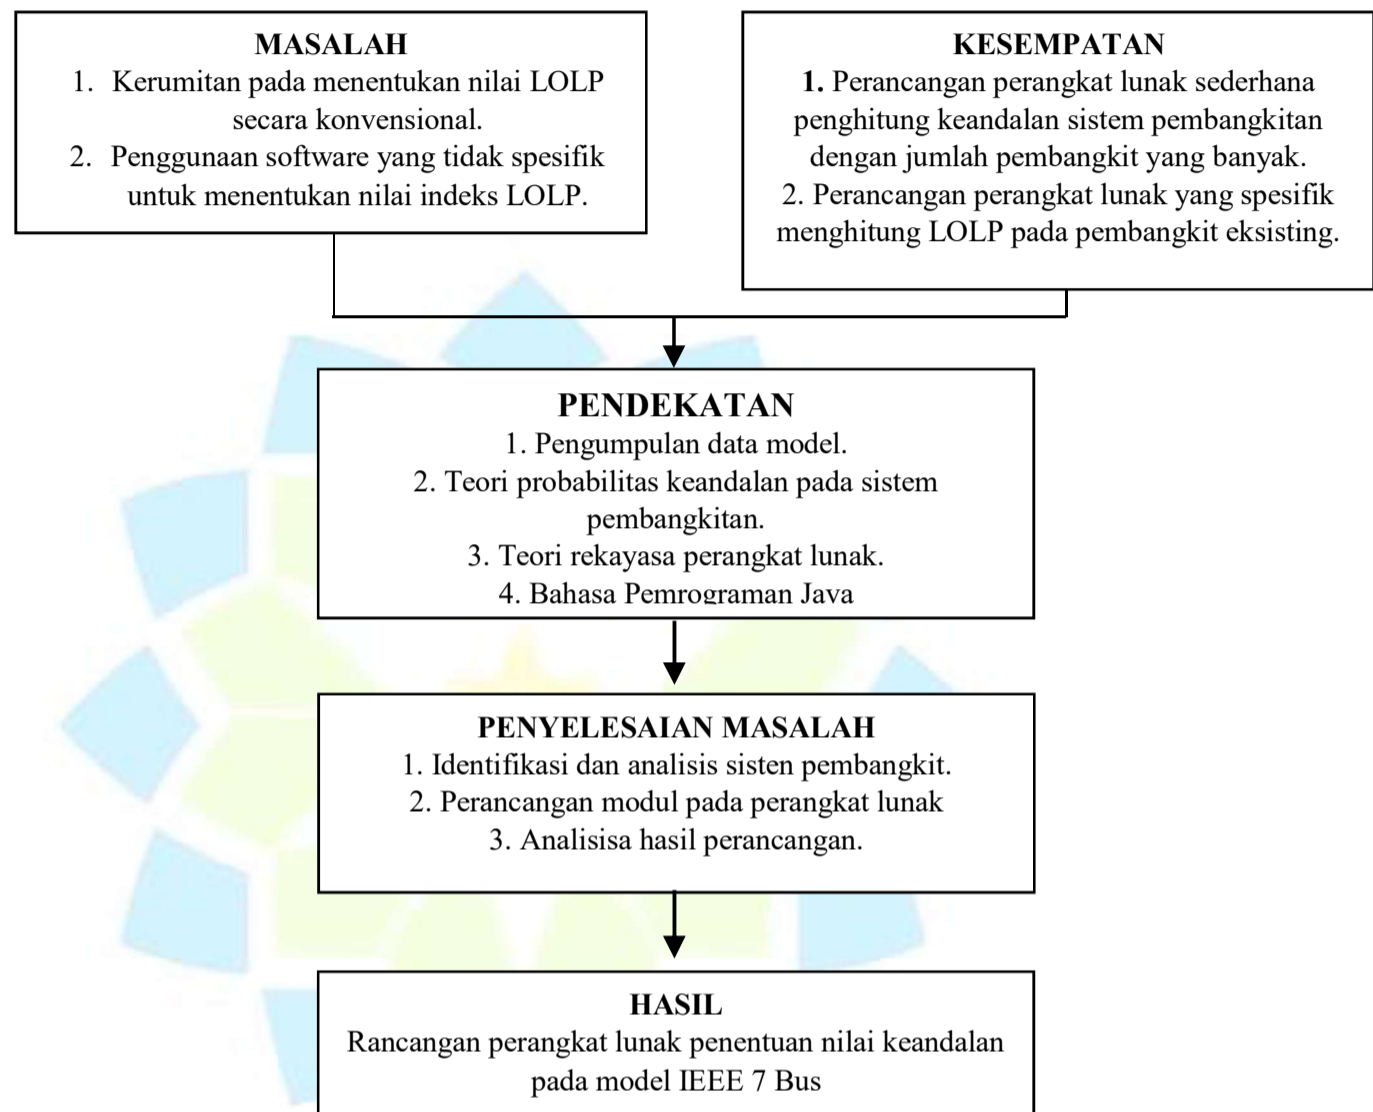 MASALAH
1. Kerumitan pada menentukan nilai LOLP
secara konvensional.
2. Penggunaan software yang tidak spesifik
untuk menentukan nilai indeks LOLP.
KESEMPATAN
1. Perancangan perangkat lunak sederhana
penghitung keandalan sistem pembangkitan
dengan jumlah pembangkit yang banyak.
2. Perancangan perangkat lunak yang spesifik
menghitung LOLP pada pembangkit eksisting.
PENDEKATAN
1. Pengumpulan data model.
2. Teori probabilitas keandalan pada sistem
pembangkitan.
3. Teori rekayasa perangkat lunak.
4. Bahasa Pemrograman Java
PENYELESAIAN MASALAH
1. Identifikasi dan analisis sisten pembangkit.
2. Perancangan modul pada perangkat lunak
3. Analisisa hasil perancangan.
HASIL
Rancangan perangkat lunak penentuan nilai keandalan
pada model IEEE 7 Bus